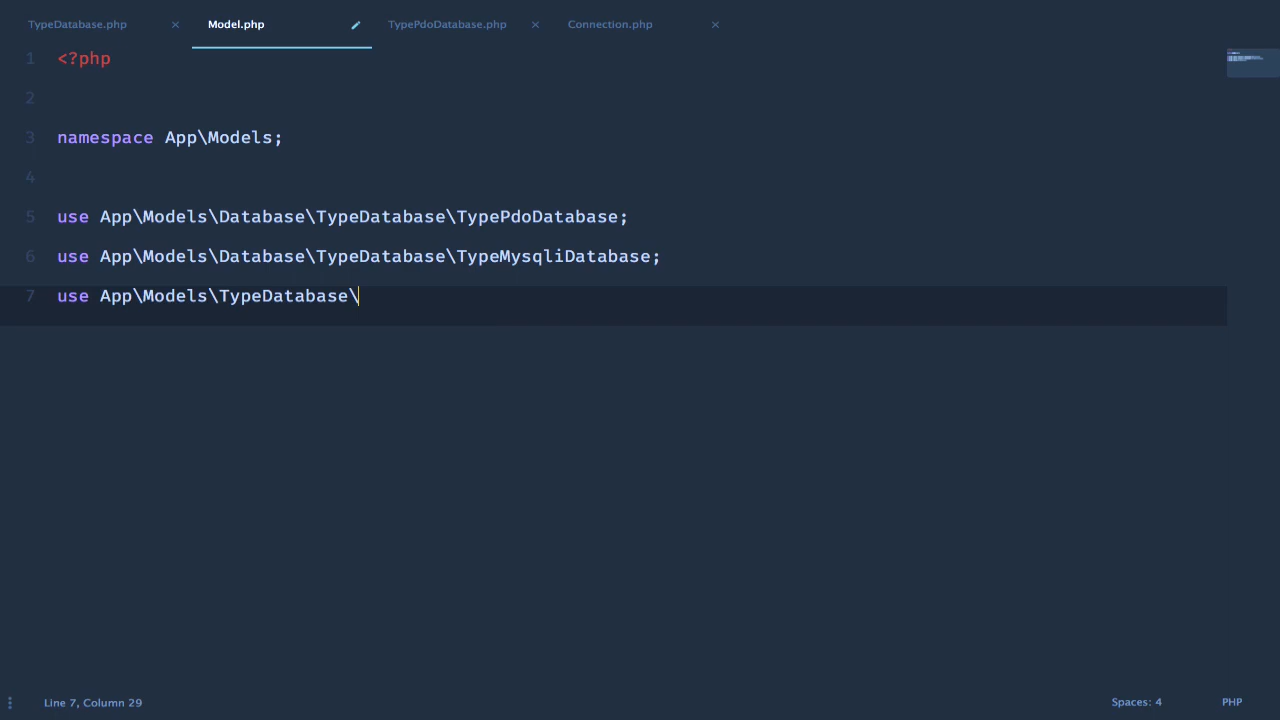 TypeDatabase.php × Model.php TypePdoDatabase.php × Connection.php ×
1 <?php
2
3 namespace App\Models;
4
5 use App\Models\Database\TypeDatabase\TypePdoDatabase;
6 use App\Models\Database\TypeDatabase\TypeMysqliDatabase;
7 use App\Models\TypeDatabase\
Line 7, Column 29 Spaces: 4 PHP